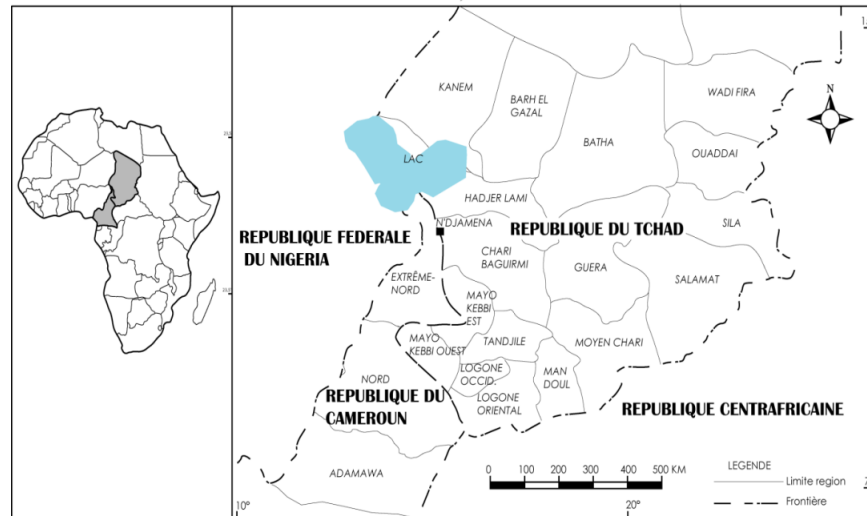 KANEM
BARH EL
GAZAL
WADI FIRA
N
BATHA
OUADDAI
LAC
HADJER LAMI
N'DJAMENA
REPUBLIQUE DU TCHAD
SILA
REPUBLIQUE FEDERALE
DU NIGERIA
CHARI
BAGUIRMI
GUERA
SALAMAT
EXTRÊME-
NORD
MAYO
KEBBI
EST
MAYO
KEBBI OUEST
TANDJILE
MOYEN CHARI
LOGONE
OCCID.
MAN
DOUL
NORD
REPUBLIQUE DU
CAMEROUN
LOGONE
ORIENTAL
REPUBLIQUE CENTRAFRICAINE
ADAMAWA
0 100 200 300 400 500 KM
LEGENDE
Limite region
Frontière
10°
20°